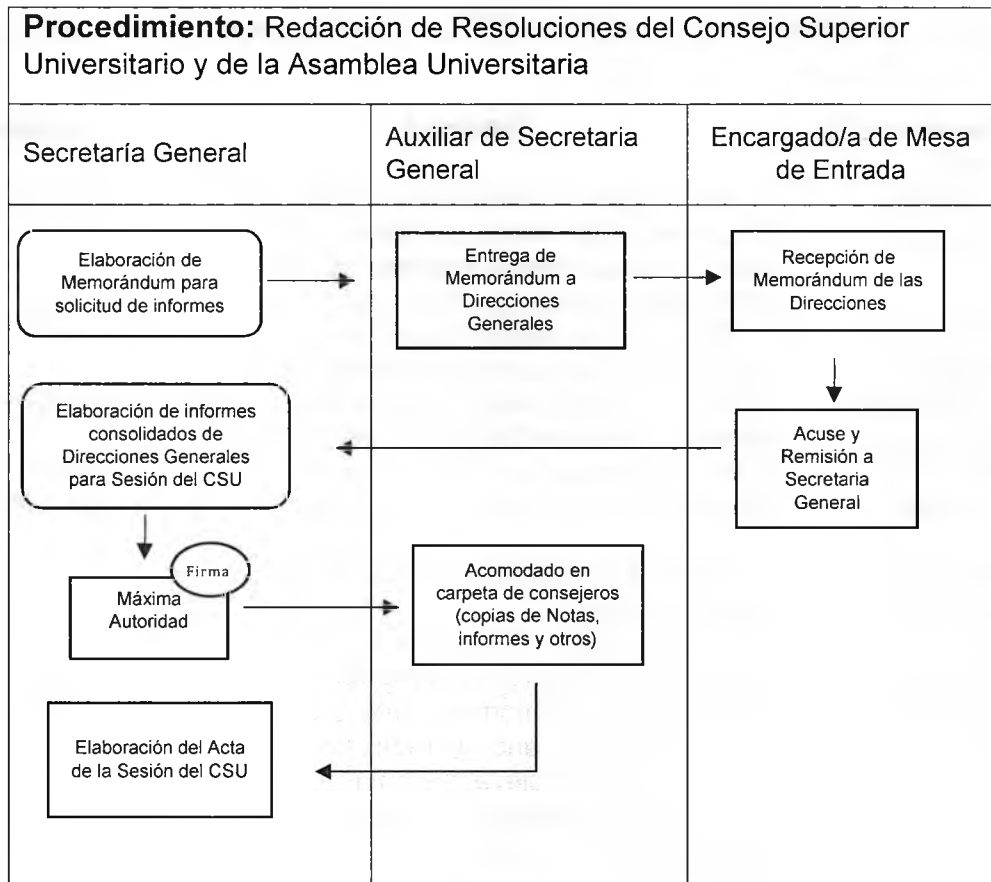 Procedimiento: Redacción de Resoluciones del Consejo Superior
Universitario y de la Asamblea Universitaria
Secretaría General
Auxiliar de Secretaria
General
Encargado/a de Mesa
de Entrada
Elaboración de
Memorándum para
solicitud de informes
Entrega de
Memorándum a
Direcciones
Generales
Recepción de
Memorándum de las
Direcciones
Elaboración de informes
consolidados de
Direcciones Generales
para Sesión del CSU
Acuse y
Remisión a
Secretaria
General
Firma
Máxima
Autoridad
Acomodado en
carpeta de consejeros
(copias de Notas,
informes y otros)
Elaboración del Acta
de la Sesión del CSU